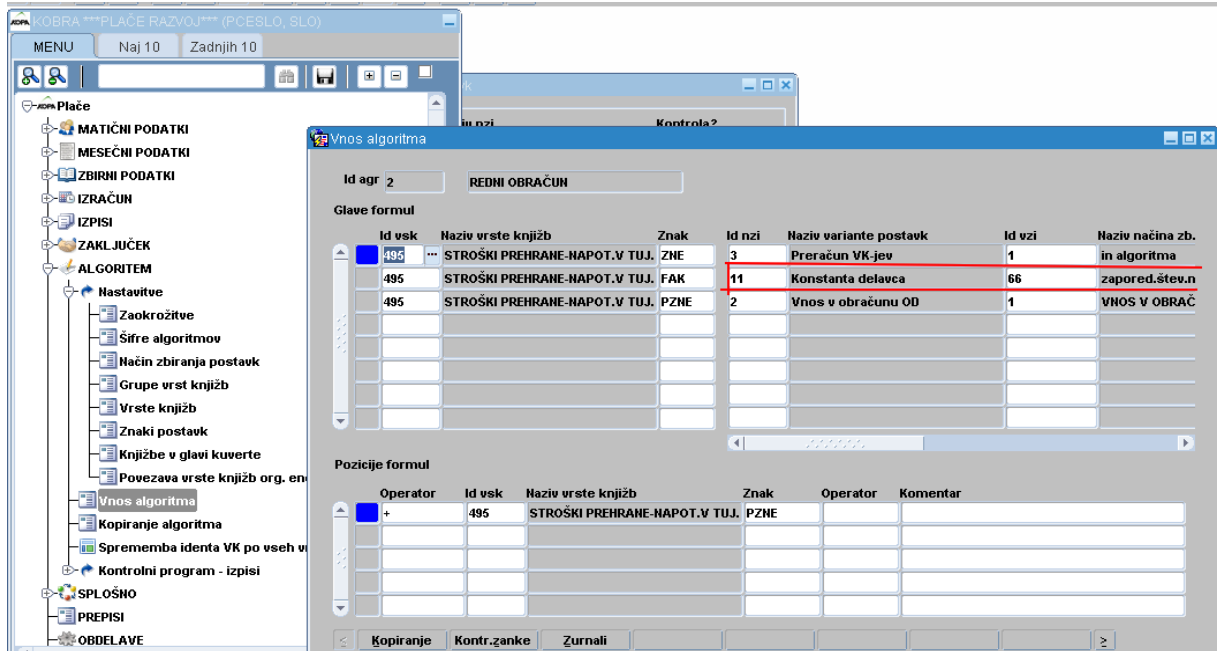 KOPA KOBRA ***PLAČE RAZVOJ*** (PCESLO, SLO)
MENU Naj 10 Zadnjih 10
KOPA Plače
MATIČNI PODATKI
MESEČNI PODATKI
ZBIRNI PODATKI
IZRAČUN
IZPISI
ZAKLJUČEK
ALGORITEM
Nastavitve
Zaokrožitve
Šifre algoritmov
Način zbiranja postavk
Grupe vrst knjižb
Vrste knjižb
Znaki postavk
Knjižbe v glavi kuverte
Povezava vrste knjižb org. en
Vnos algoritma
Kopiranje algoritma
Sprememba identa VK po vseh
Kontrolni program - izpisi
SPLOŠNO
PREPISI
OBDELAVE
nzi Kontrola?
Vnos algoritma
Id agr 2 REDNI OBRAČUN
Glave formul
Id vsk Naziv vrste knjižb Znak Id nzi Naziv variante postavk Id vzi Naziv načina zb.
495 ... STROŠKI PREHRANE-NAPOT.V TUJ. ZNE 3 Preračun VK-jev 1 in algoritma
495 STROŠKI PREHRANE-NAPOT.V TUJ. FAK 11 Konstanta delavca 66 zapored.štev.n
495 STROŠKI PREHRANE-NAPOT.V TUJ. PZNE 2 Vnos v obračunu OD 1 VNOS V OBRAČ
Pozicije formul
Operator Id vsk Naziv vrste knjižb Znak Operator Komentar
+ 495 STROŠKI PREHRANE-NAPOT.V TUJ. PZNE
< Kopiranje Kontr.zanke Zurnali >